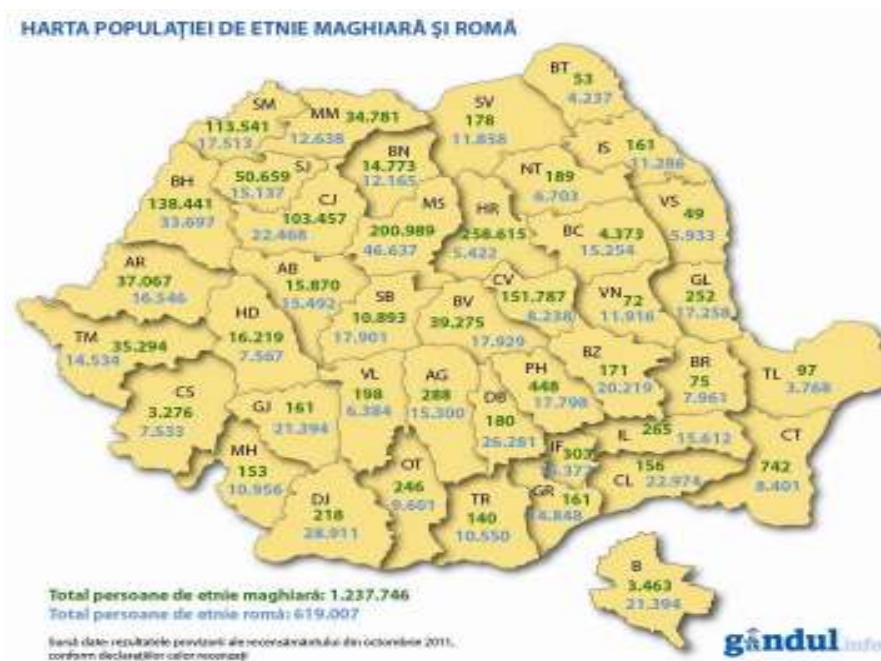 HARTA POPULAȚIEI DE ETNIE MAGHIARĂ ȘI ROMĂ
BT 53
4.237
SV
178
11.858
SM
113.541
17.513
MM 34.781
12.638
BN
14.773
12.165
IS 161
11.286
NT 189
6.703
SJ
50.659
15.137
BH
138.441
33.697
CJ
103.457
22.468
MS
200.989
46.637
HR
258.615
5.422
BC 4.373
15.254
VS
49
5.933
AR
37.067
16.546
AB
15.870
15.492
SB
10.893
17.901
BV
39.275
17.929
CV
151.787
8.238
VN 72
11.916
GL
252
17.258
HD
16.219
7.567
TM
35.294
14.534
CS
3.276
7.533
GJ 161
21.394
VL
198
6.384
AG
288
15.300
DB
180
26.281
PH
448
17.798
BZ
171
20.219
BR
75
7.961
TL 97
3.768
MH
153
10.956
DJ
218
28.911
OT
246
9.601
TR
140
10.550
IF
303
GR 161
14.848
IL 265
15.612
CL 156
22.974
CT
742
8.401
B
3.463
21.394
Total persoane de etnie maghiară: 1.237.746
Total persoane de etnie romă: 619.007
Sursă date: rezultatele provizorii ale recensământului din octombrie 2011,
conform declarațiilor celor recenzați
gândul.info